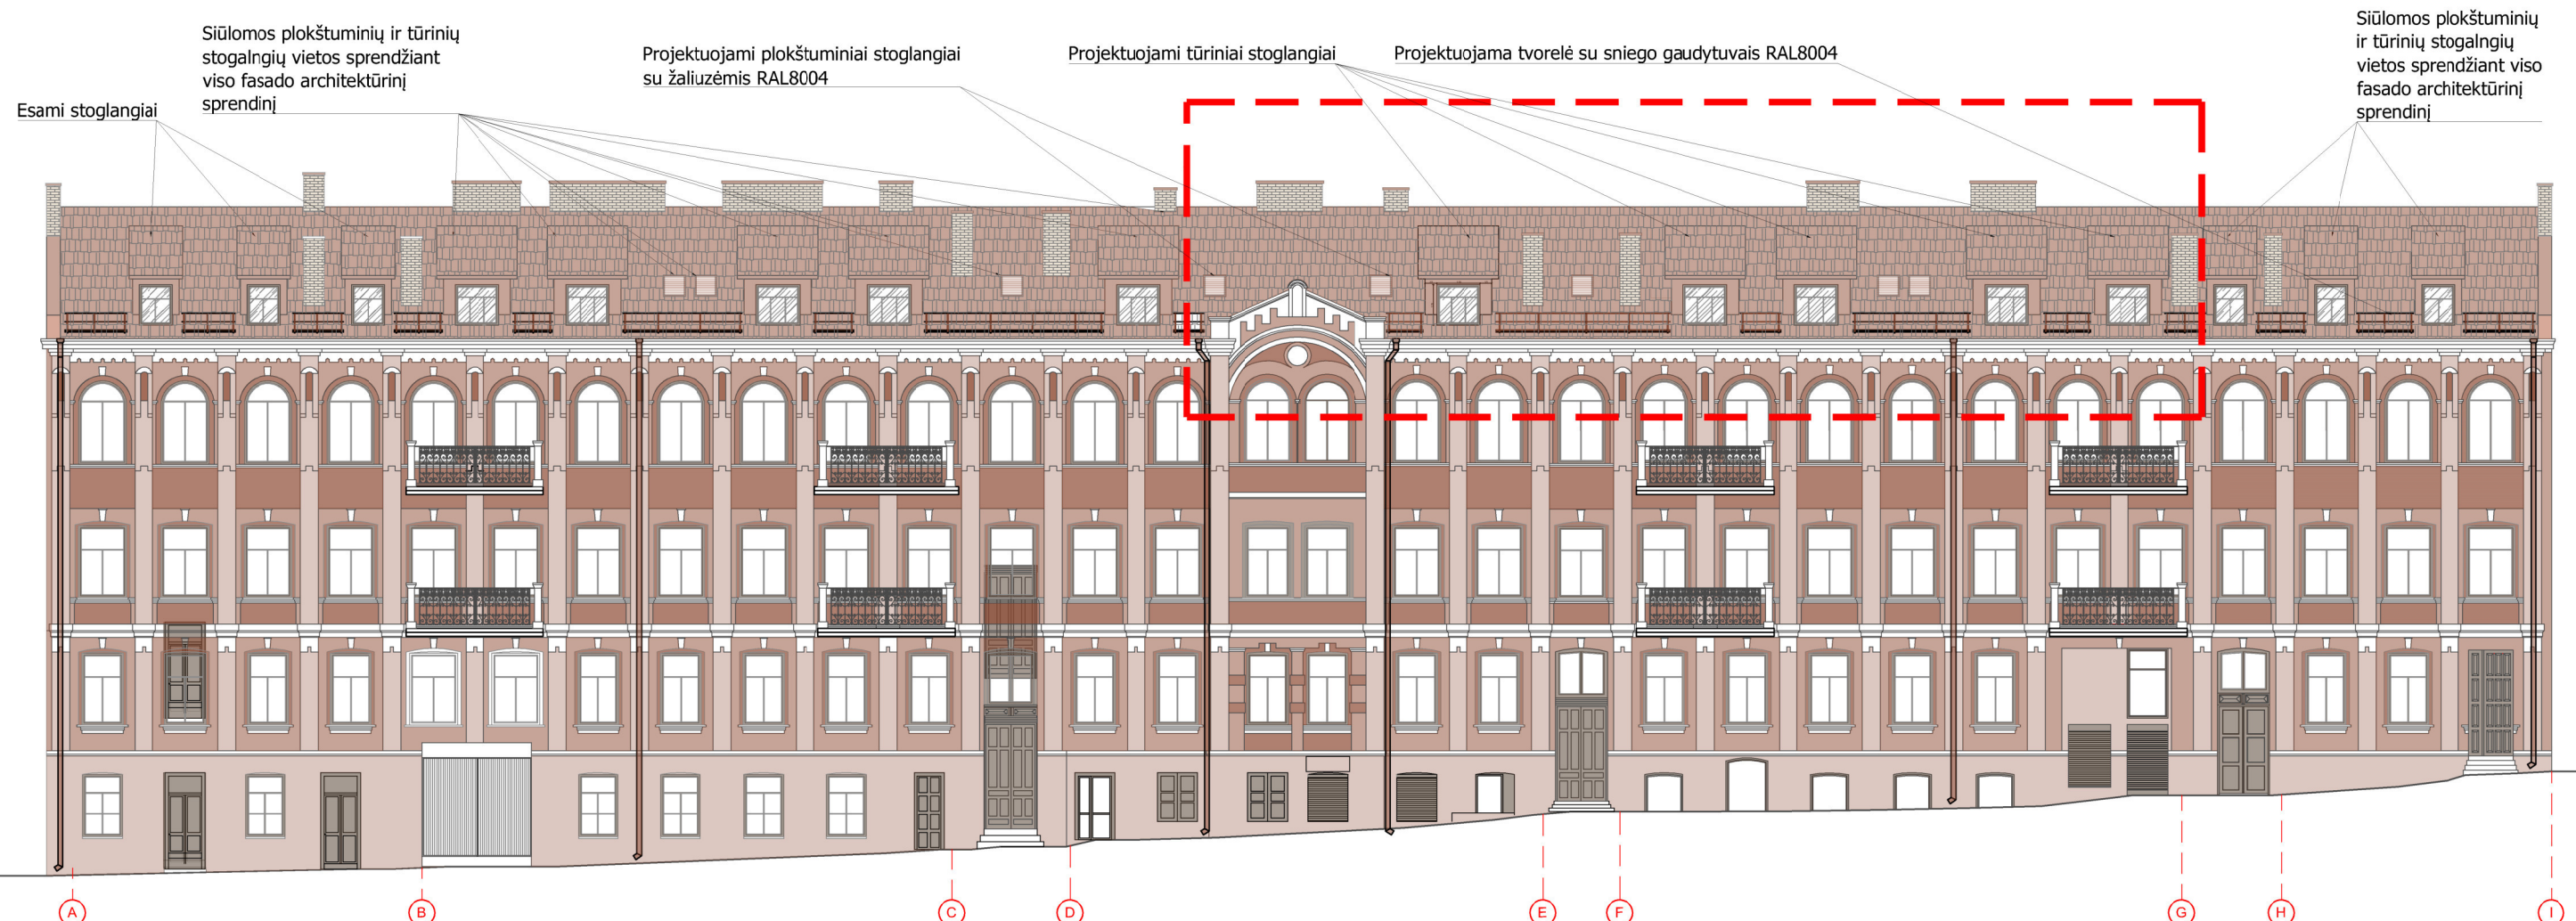 Esami stoglangiai
Siūlomos plokštuminių ir tūrinių
stogalngių vietos sprendžiant
viso fasado architektūrinį
sprendinį
Projektuojami plokštuminiai stoglangiai
su žaliuzėmis RAL8004
Projektuojami tūriniai stoglangiai
Projektuojama tvorelė su sniego gaudytuvais RAL8004
Siūlomos plokštuminių
ir tūrinių stogalngių
vietos sprendžiant viso
fasado architektūrinį
sprendinį
A
B
C
D
E
F
G
H
I